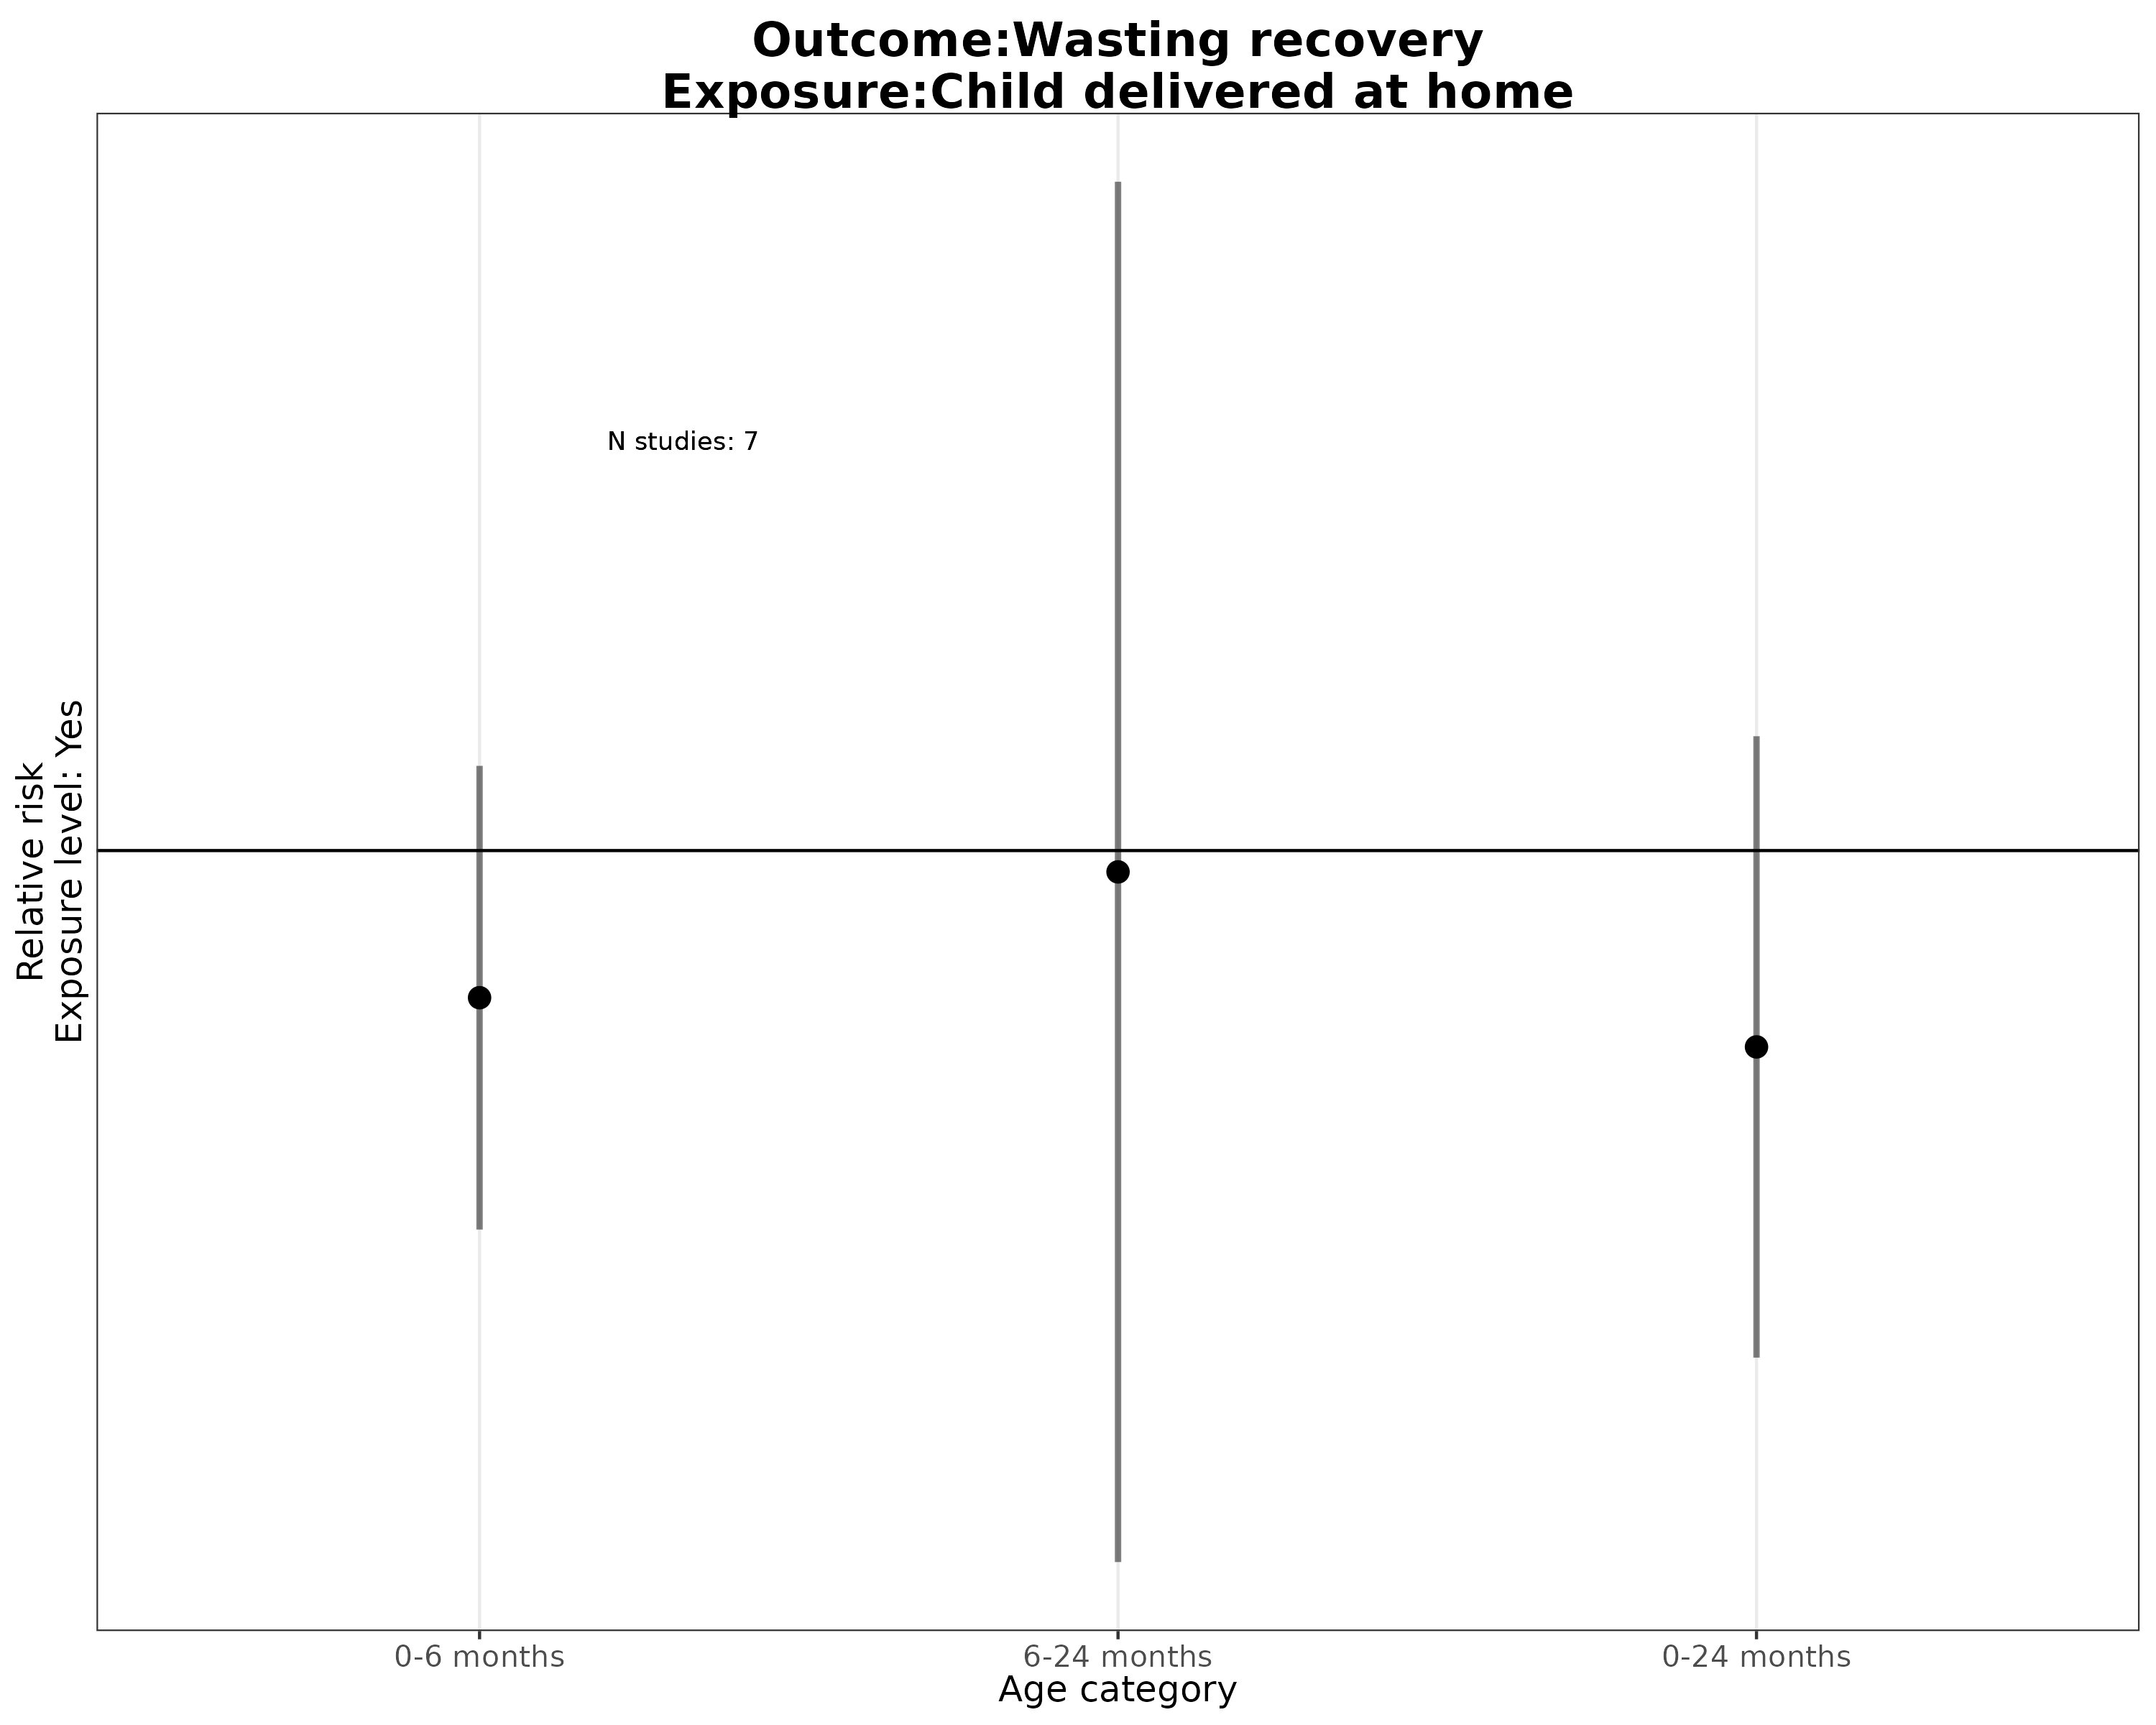 Outcome:Wasting recovery
Exposure:Child delivered at home
N studies: 7
Relative risk
Exposure level: Yes
0-6 months
6-24 months
0-24 months
Age category